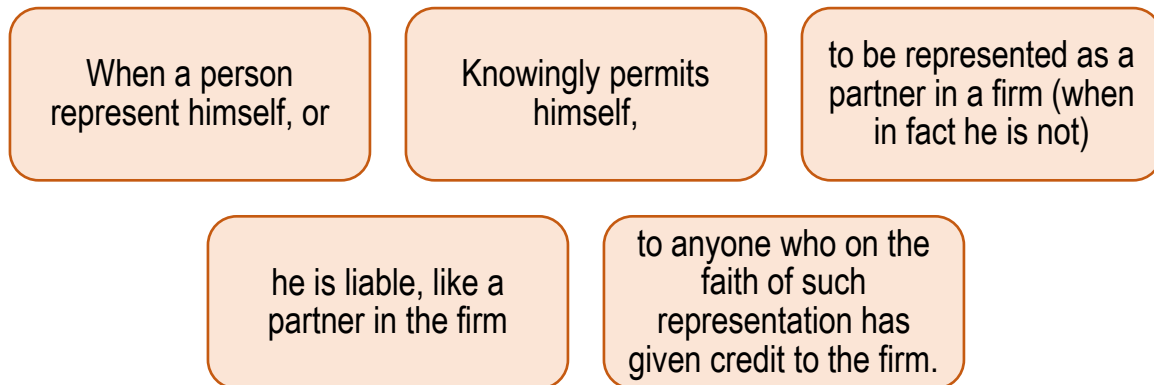 When a person
represent himself, or
Knowingly permits
himself,
to be represented as a
partner in a firm (when
in fact he is not)
he is liable, like a
partner in the firm
to anyone who on the
faith of such
representation has
given credit to the firm.